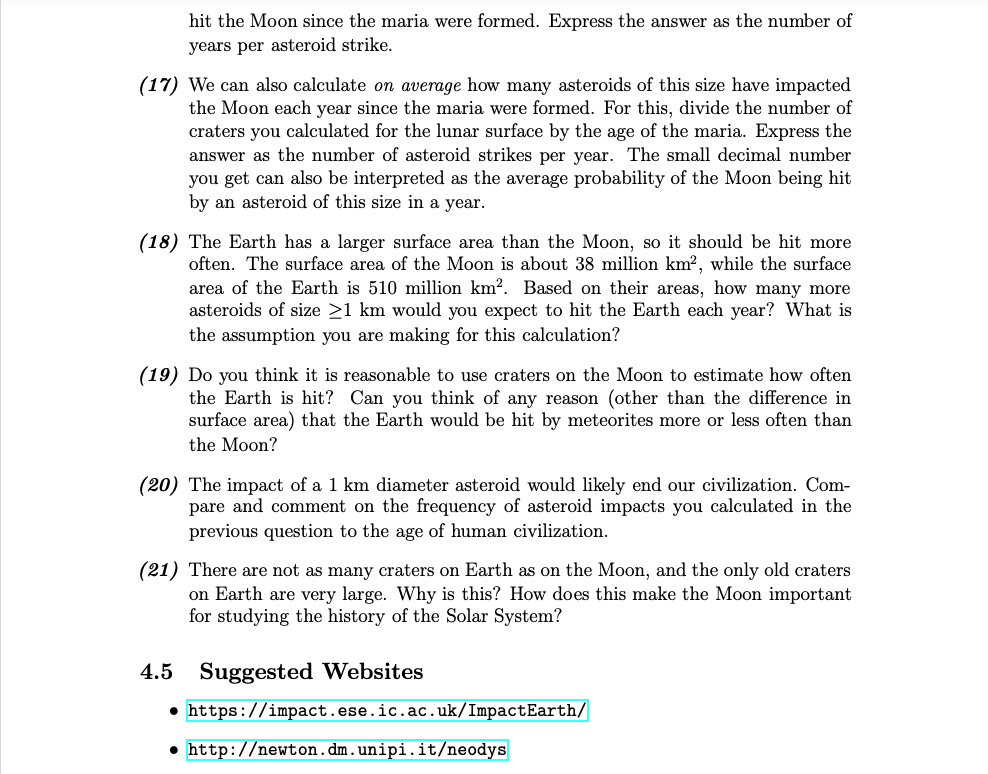 hit the Moon since the maria were formed. Express the answer as the number of
years per asteroid strike.
(17) We can also calculate on average how many asteroids of this size have impacted
the Moon each year since the maria were formed. For this, divide the number of
craters you calculated for the lunar surface by the age of the maria. Express the
answer as the number of asteroid strikes per year. The small decimal number
you get can also be interpreted as the average probability of the Moon being hit
by an asteroid of this size in a year.
(18) The Earth has a larger surface area than the Moon, so it should be hit more
often. The surface area of the Moon is about 38 million km², while the surface
area of the Earth is 510 million km². Based on their areas, how many more
asteroids of size ≥1 km would you expect to hit the Earth each year? What is
the assumption you are making for this calculation?
(19) Do you think it is reasonable to use craters on the Moon to estimate how often
the Earth is hit? Can you think of any reason (other than the difference in
surface area) that the Earth would be hit by meteorites more or less often than
the Moon?
(20) The impact of a 1 km diameter asteroid would likely end our civilization. Com-
pare and comment on the frequency of asteroid impacts you calculated in the
previous question to the age of human civilization.
(21) There are not as many craters on Earth as on the Moon, and the only old craters
on Earth are very large. Why is this? How does this make the Moon important
for studying the history of the Solar System?
4.5 Suggested Websites
• https://impact.ese.ic.ac.uk/ImpactEarth/
• http://newton.dm.unipi.it/neodys